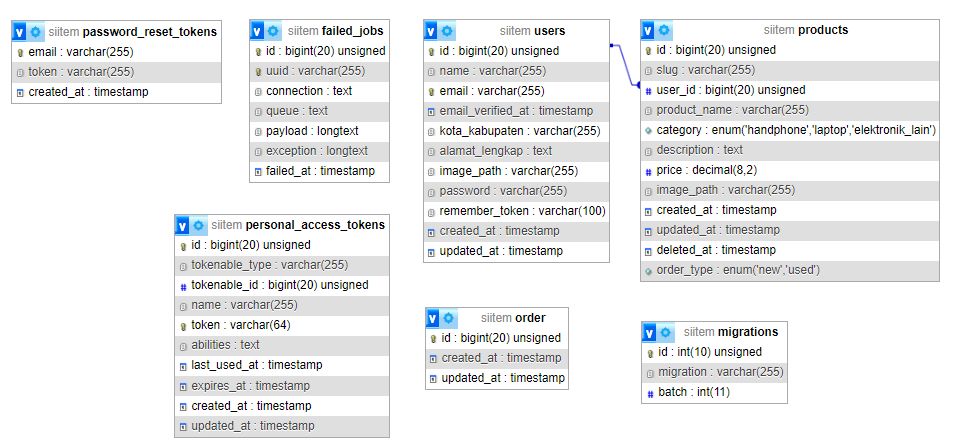 siitem password_reset_tokens
email : varchar(255)
token : varchar(255)
created_at : timestamp
siitem failed_jobs
id : bigint(20) unsigned
uuid : varchar(255)
connection : text
queue : text
payload : longtext
exception : longtext
failed_at : timestamp
siitem users
id : bigint(20) unsigned
name : varchar(255)
email : varchar(255)
email_verified_at : timestamp
kota_kabupaten : varchar(255)
alamat_lengkap : text
image_path : varchar(255)
password : varchar(255)
remember_token : varchar(100)
created_at : timestamp
updated_at : timestamp
siitem products
id : bigint(20) unsigned
slug : varchar(255)
user_id : bigint(20) unsigned
product_name : varchar(255)
category : enum('handphone','laptop','elektronik_lain')
description : text
price : decimal(8,2)
image_path : varchar(255)
created_at : timestamp
updated_at : timestamp
deleted_at : timestamp
order_type : enum('new','used')
siitem personal_access_tokens
id : bigint(20) unsigned
tokenable_type : varchar(255)
tokenable_id : bigint(20) unsigned
name : varchar(255)
token : varchar(64)
abilities : text
last_used_at : timestamp
expires_at : timestamp
created_at : timestamp
updated_at : timestamp
siitem order
id : bigint(20) unsigned
created_at : timestamp
updated_at : timestamp
siitem migrations
id : int(10) unsigned
migration : varchar(255)
batch : int(11)